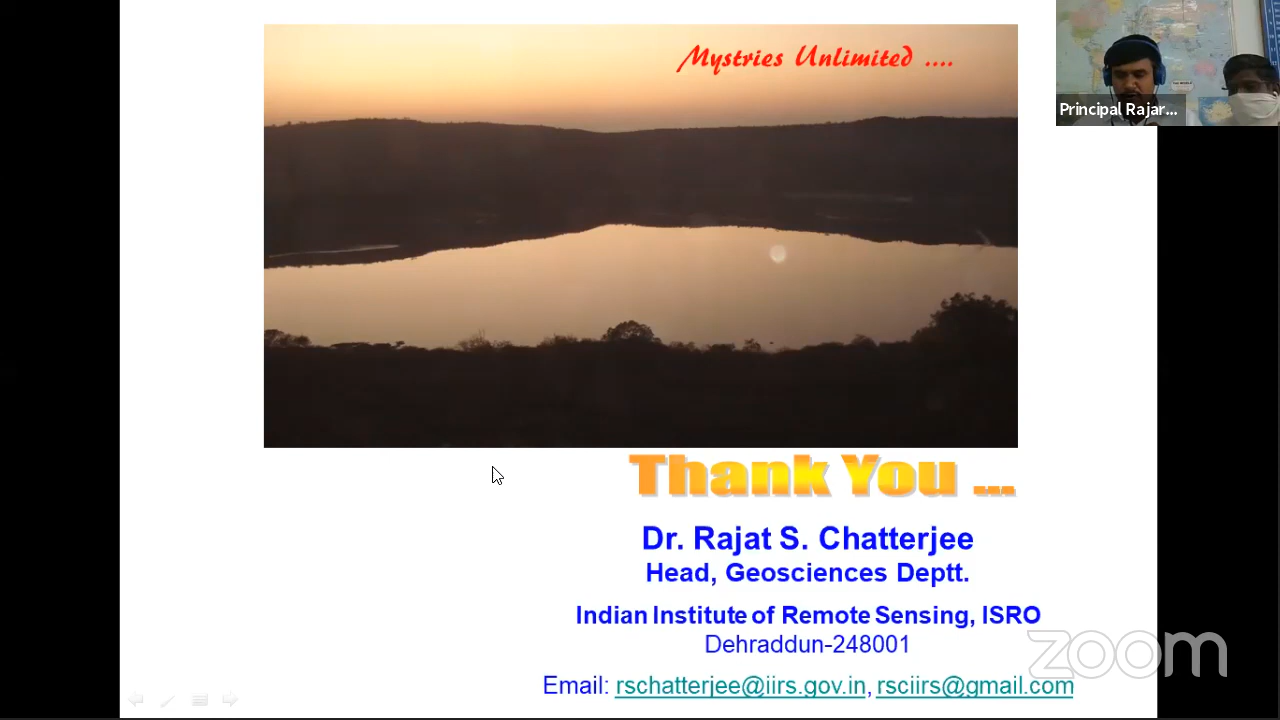 Mystries Unlimited ....
Principal Rajar...
Thank You ...
Dr. Rajat S. Chatterjee
Head, Geosciences Deptt.
Indian Institute of Remote Sensing, ISRO
Dehraddun-248001
Email: rschatterjee@iirs.gov.in, rsciirs@gmail.com
zoom